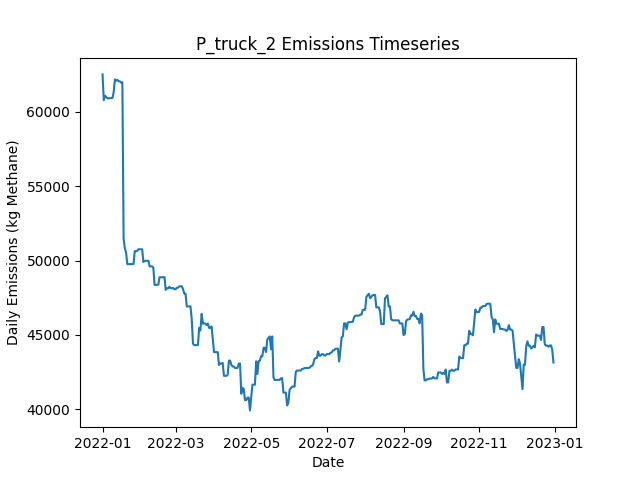 P_truck_2 Emissions Timeseries
Daily Emissions (kg Methane)
60000
55000
50000
45000
40000
2022-01 2022-03 2022-05 2022-07 2022-09 2022-11 2023-01
Date